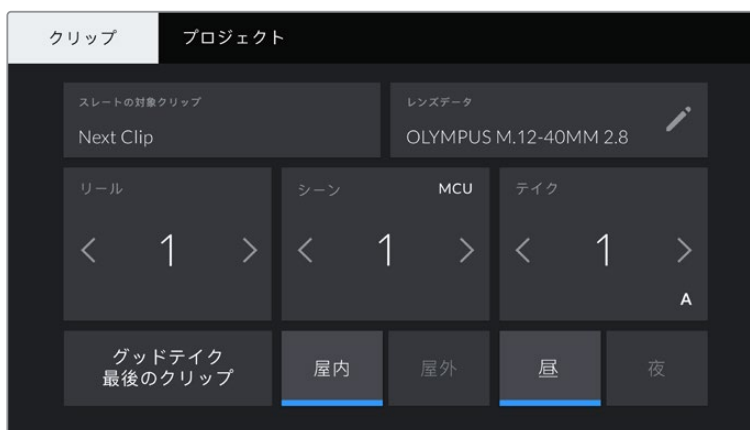 クリップ
プロジェクト
スレートの対象クリップ
Next Clip
レンズデータ
OLYMPUS M.12-40MM 2.8
リール
1
シーン
MCU
1
テイク
1
A
グッドテイク
最後のクリップ
屋内
屋外
昼
夜